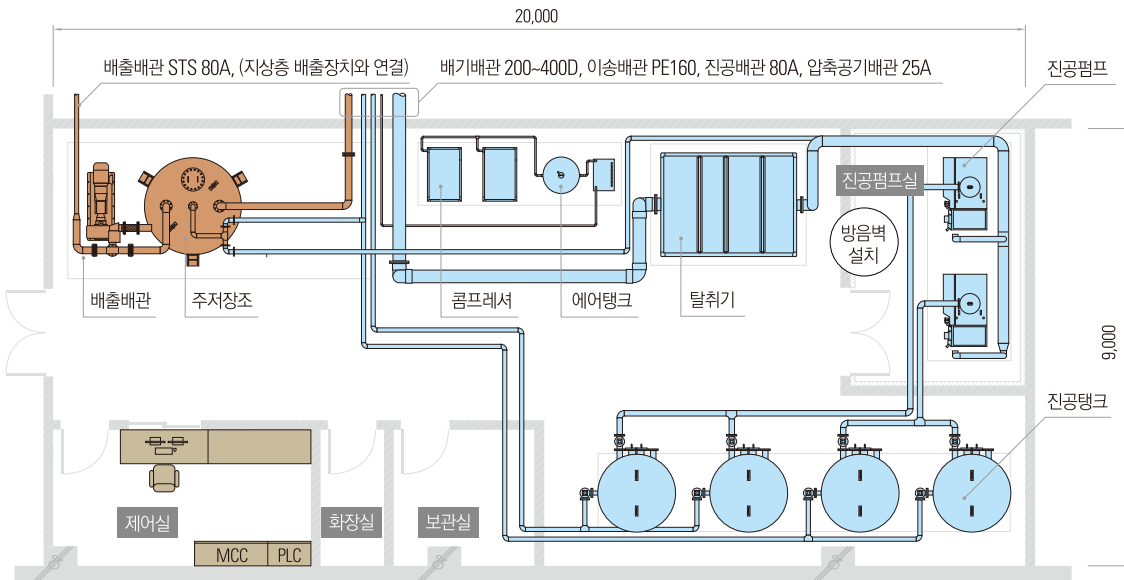 20,000
배출배관 STS 80A, (지상층 배출장치와 연결)
배기배관 200~400D, 이송배관 PE160, 진공배관 80A, 압축공기배관 25A
진공펌프
진공펌프실
방음벽
설치
배출배관
주저장조
콤프레셔
에어탱크
탈취기
9,000
진공탱크
제어실
화장실
보관실
MCC
PLC